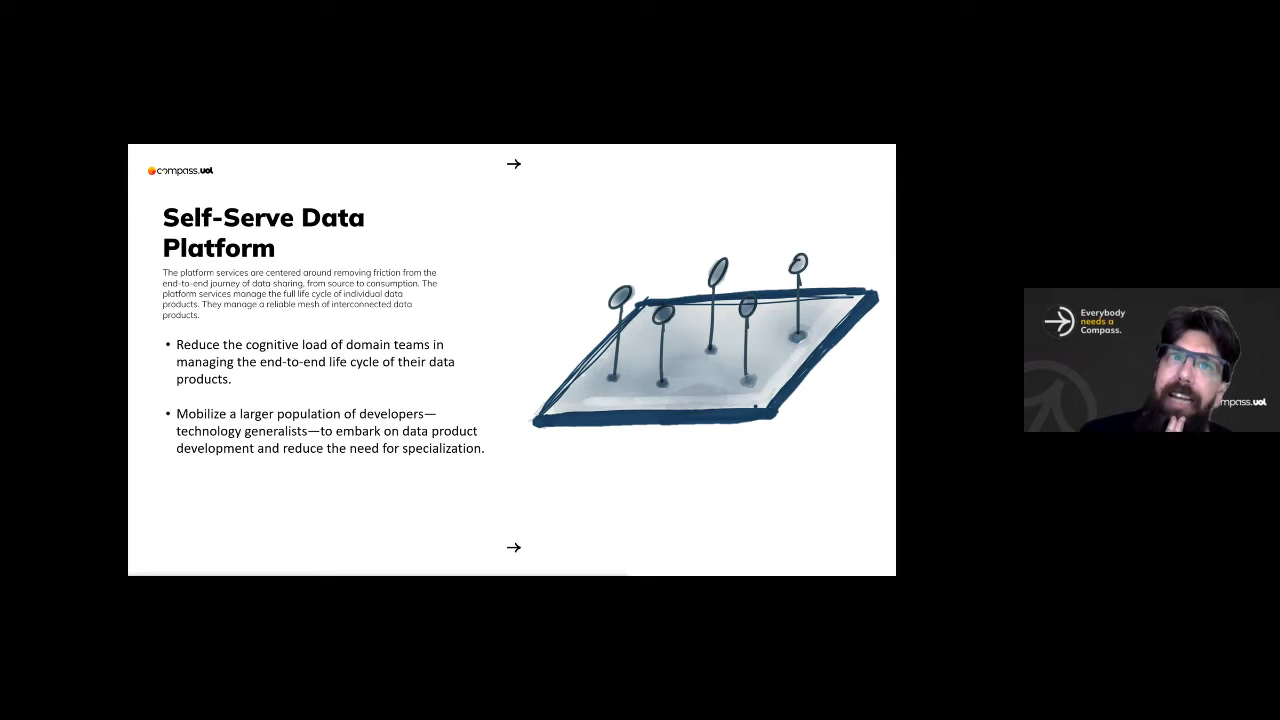 compass.uol
Self-Serve Data
Platform
The platform services are centered around removing friction from the
end-to-end journey of data sharing, from source to consumption. The
platform services manage the full life cycle of individual data
products. They manage a reliable mesh of interconnected data
products.
• Reduce the cognitive load of domain teams in
managing the end-to-end life cycle of their data
products.
• Mobilize a larger population of developers—
technology generalists—to embark on data product
development and reduce the need for specialization.
Everybody
needs a
Compass.
mpass.uol